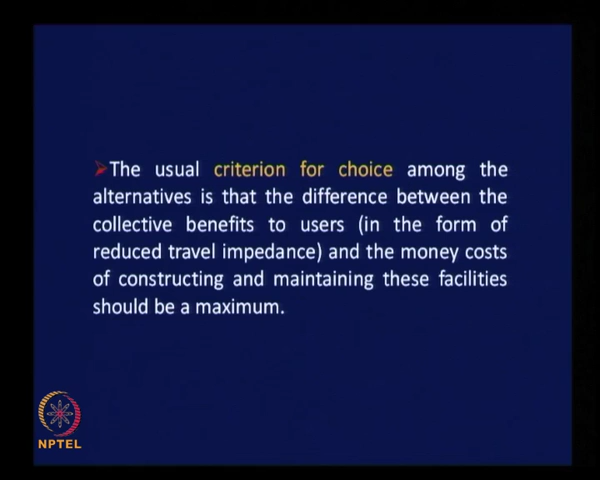 ➢The usual criterion for choice among the
alternatives is that the difference between the
collective benefits to users (in the form of
reduced travel impedance) and the money costs
of constructing and maintaining these facilities
should be a maximum.
NPTEL